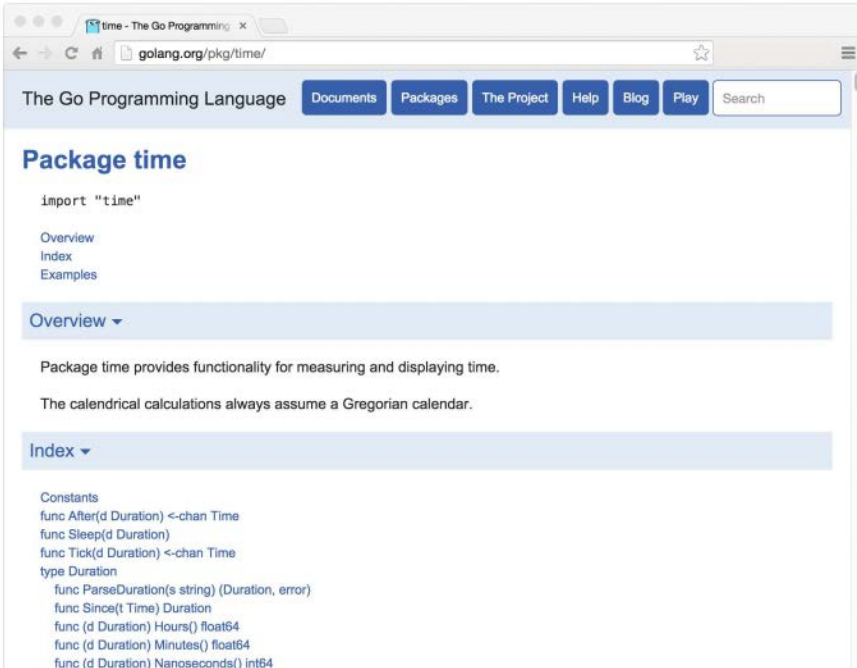 time - The Go Programming
golang.org/pkg/time/
The Go Programming Language Documents Packages The Project Help Blog Play Search
Package time
import "time"
Overview
Index
Examples
Overview
Package time provides functionality for measuring and displaying time.
The calendrical calculations always assume a Gregorian calendar.
Index
Constants
func After(d Duration) <-chan Time
func Sleep(d Duration)
func Tick(d Duration) <-chan Time
type Duration
func ParseDuration(s string) (Duration, error)
func Since(t Time) Duration
func (d Duration) Hours() float64
func (d Duration) Minutes() float64
func (d Duration) Nanoseconds() int64